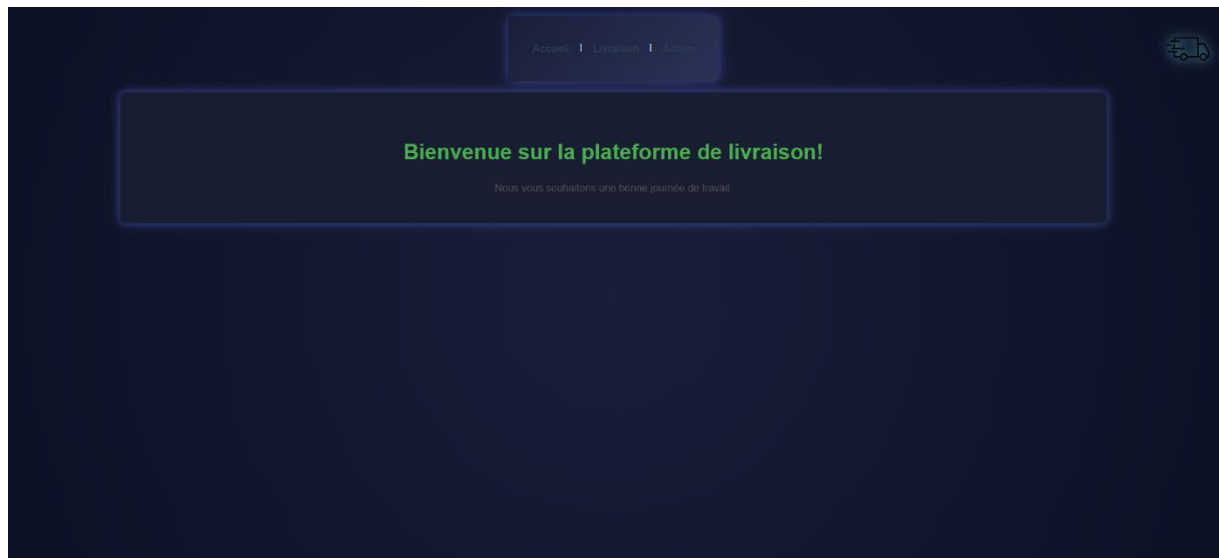 Accueil I Livraison I Admin
Bienvenue sur la plateforme de livraison!
Nous vous souhaitons une bonne journée de travail